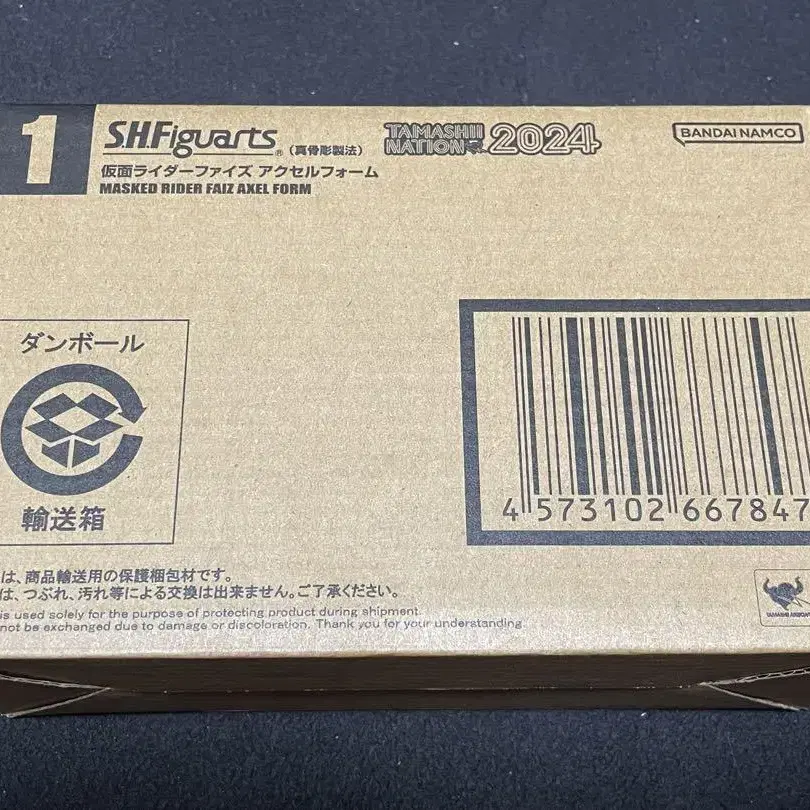 1
S.H.Figuarts® (真骨彫製法)
TAMASHII NATION 2024
BANDAI NAMCO
仮面ライダーファイズ アクセルフォーム
MASKED RIDER FAIZ AXEL FORM
ダンボール
輸送箱
4 573102 667847
は、商品輸送用の保護梱包材です。
は、つぶれ、汚れ等による交換は出来ません。ご了承ください。
is used solely for the purpose of protecting product during shipment.
not be exchanged due to damage or discoloration. Thank you for your understanding.
TAMASHII